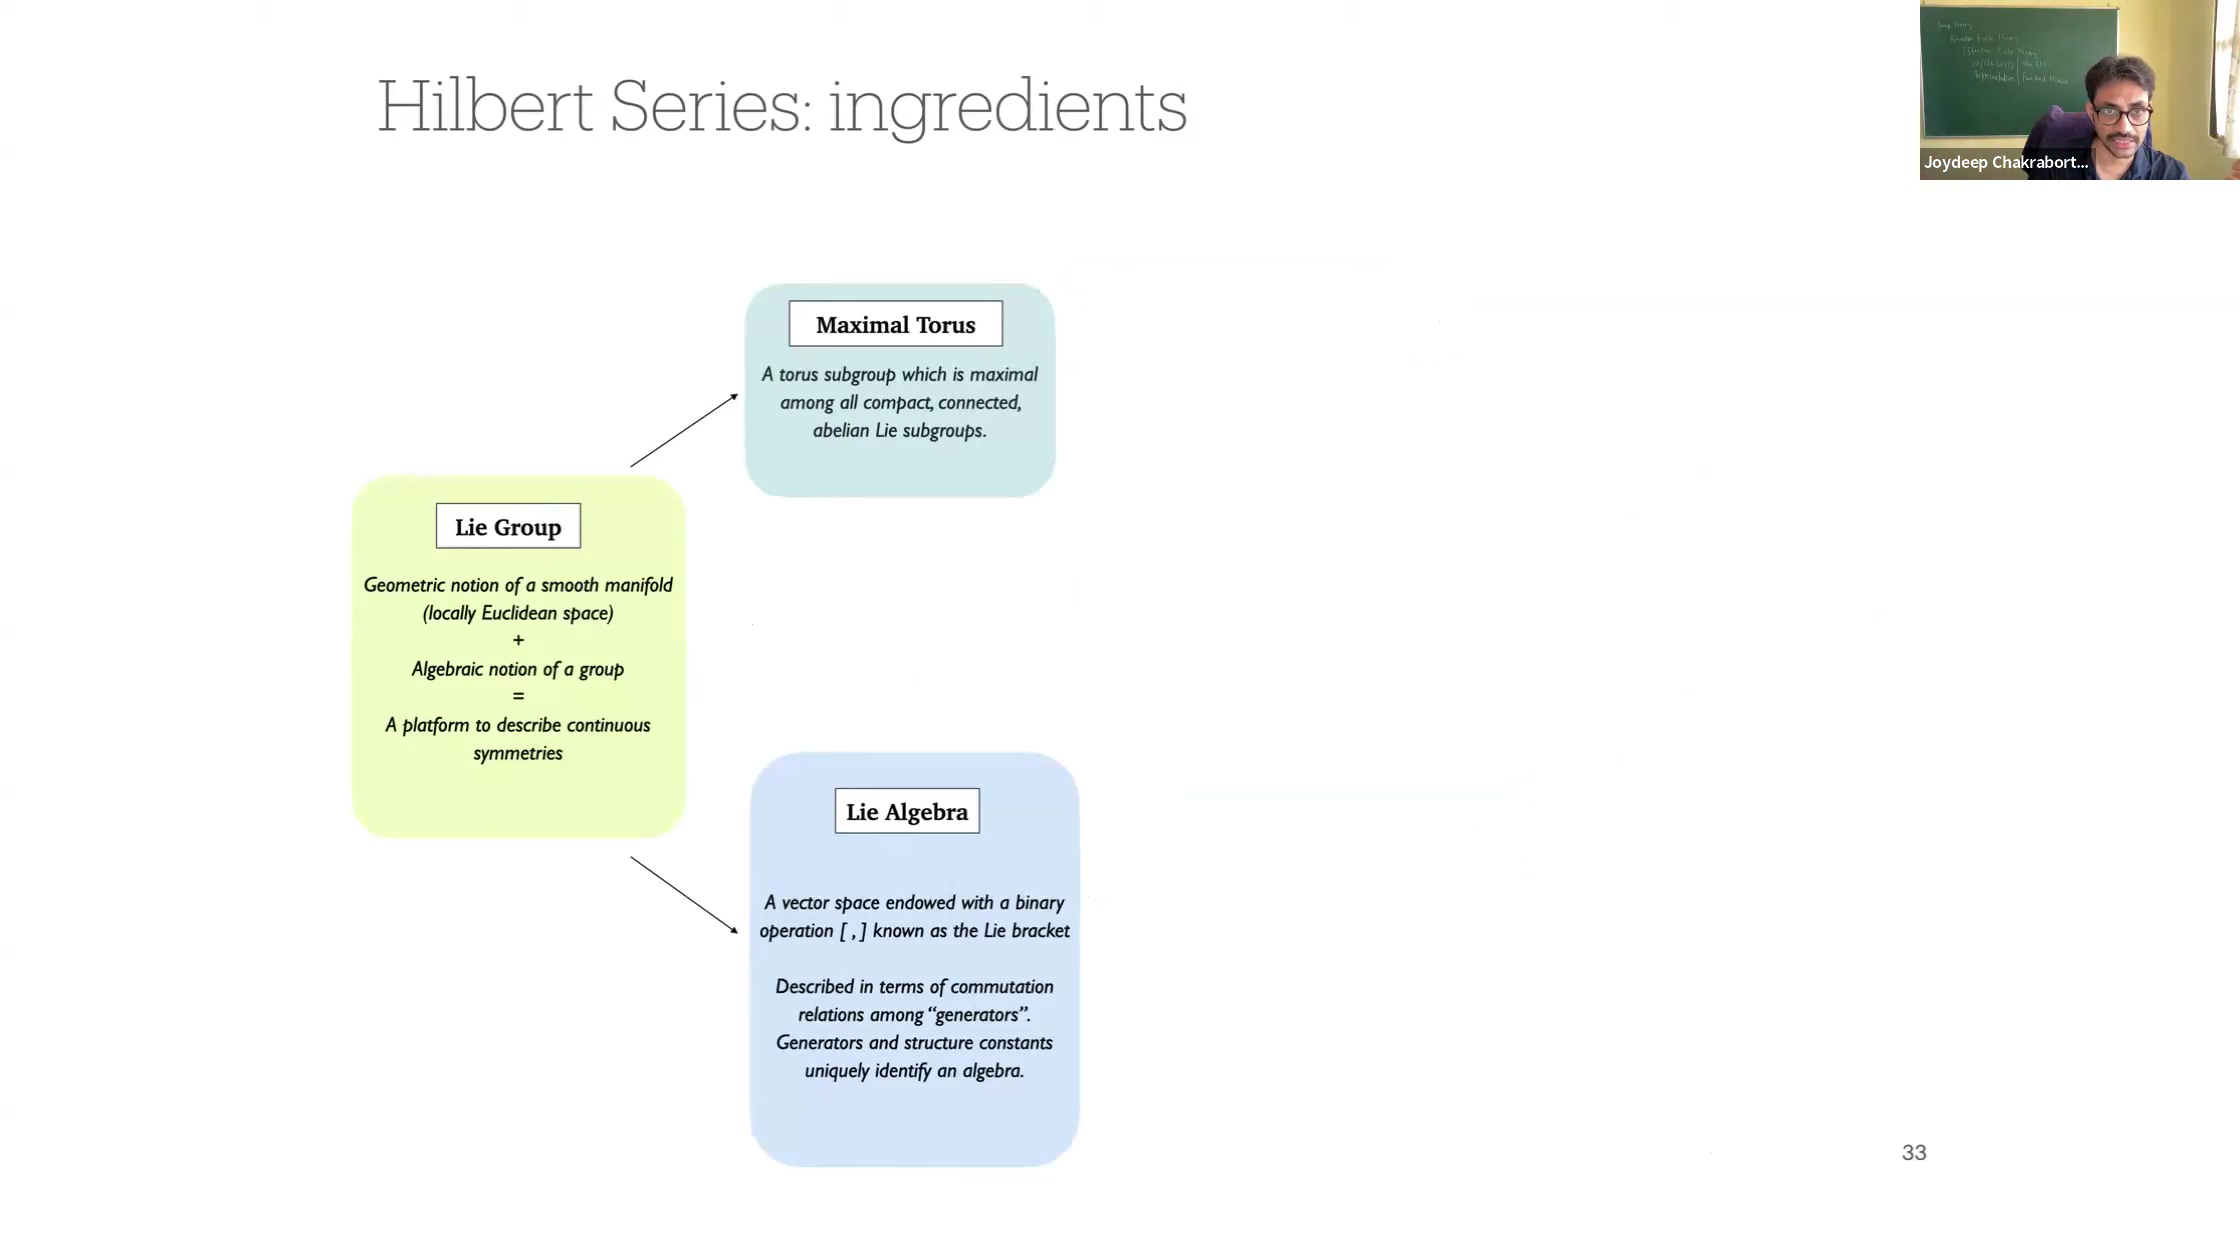 Hilbert Series: ingredients
Joydeep Chakrabort...
Maximal Torus
A torus subgroup which is maximal
among all compact, connected,
abelian Lie subgroups.
Lie Group
Geometric notion of a smooth manifold
(locally Euclidean space)
+
Algebraic notion of a group
=
A platform to describe continuous
symmetries
Lie Algebra
A vector space endowed with a binary
operation [ , ] known as the Lie bracket
Described in terms of commutation
relations among “generators”.
Generators and structure constants
uniquely identify an algebra.
33